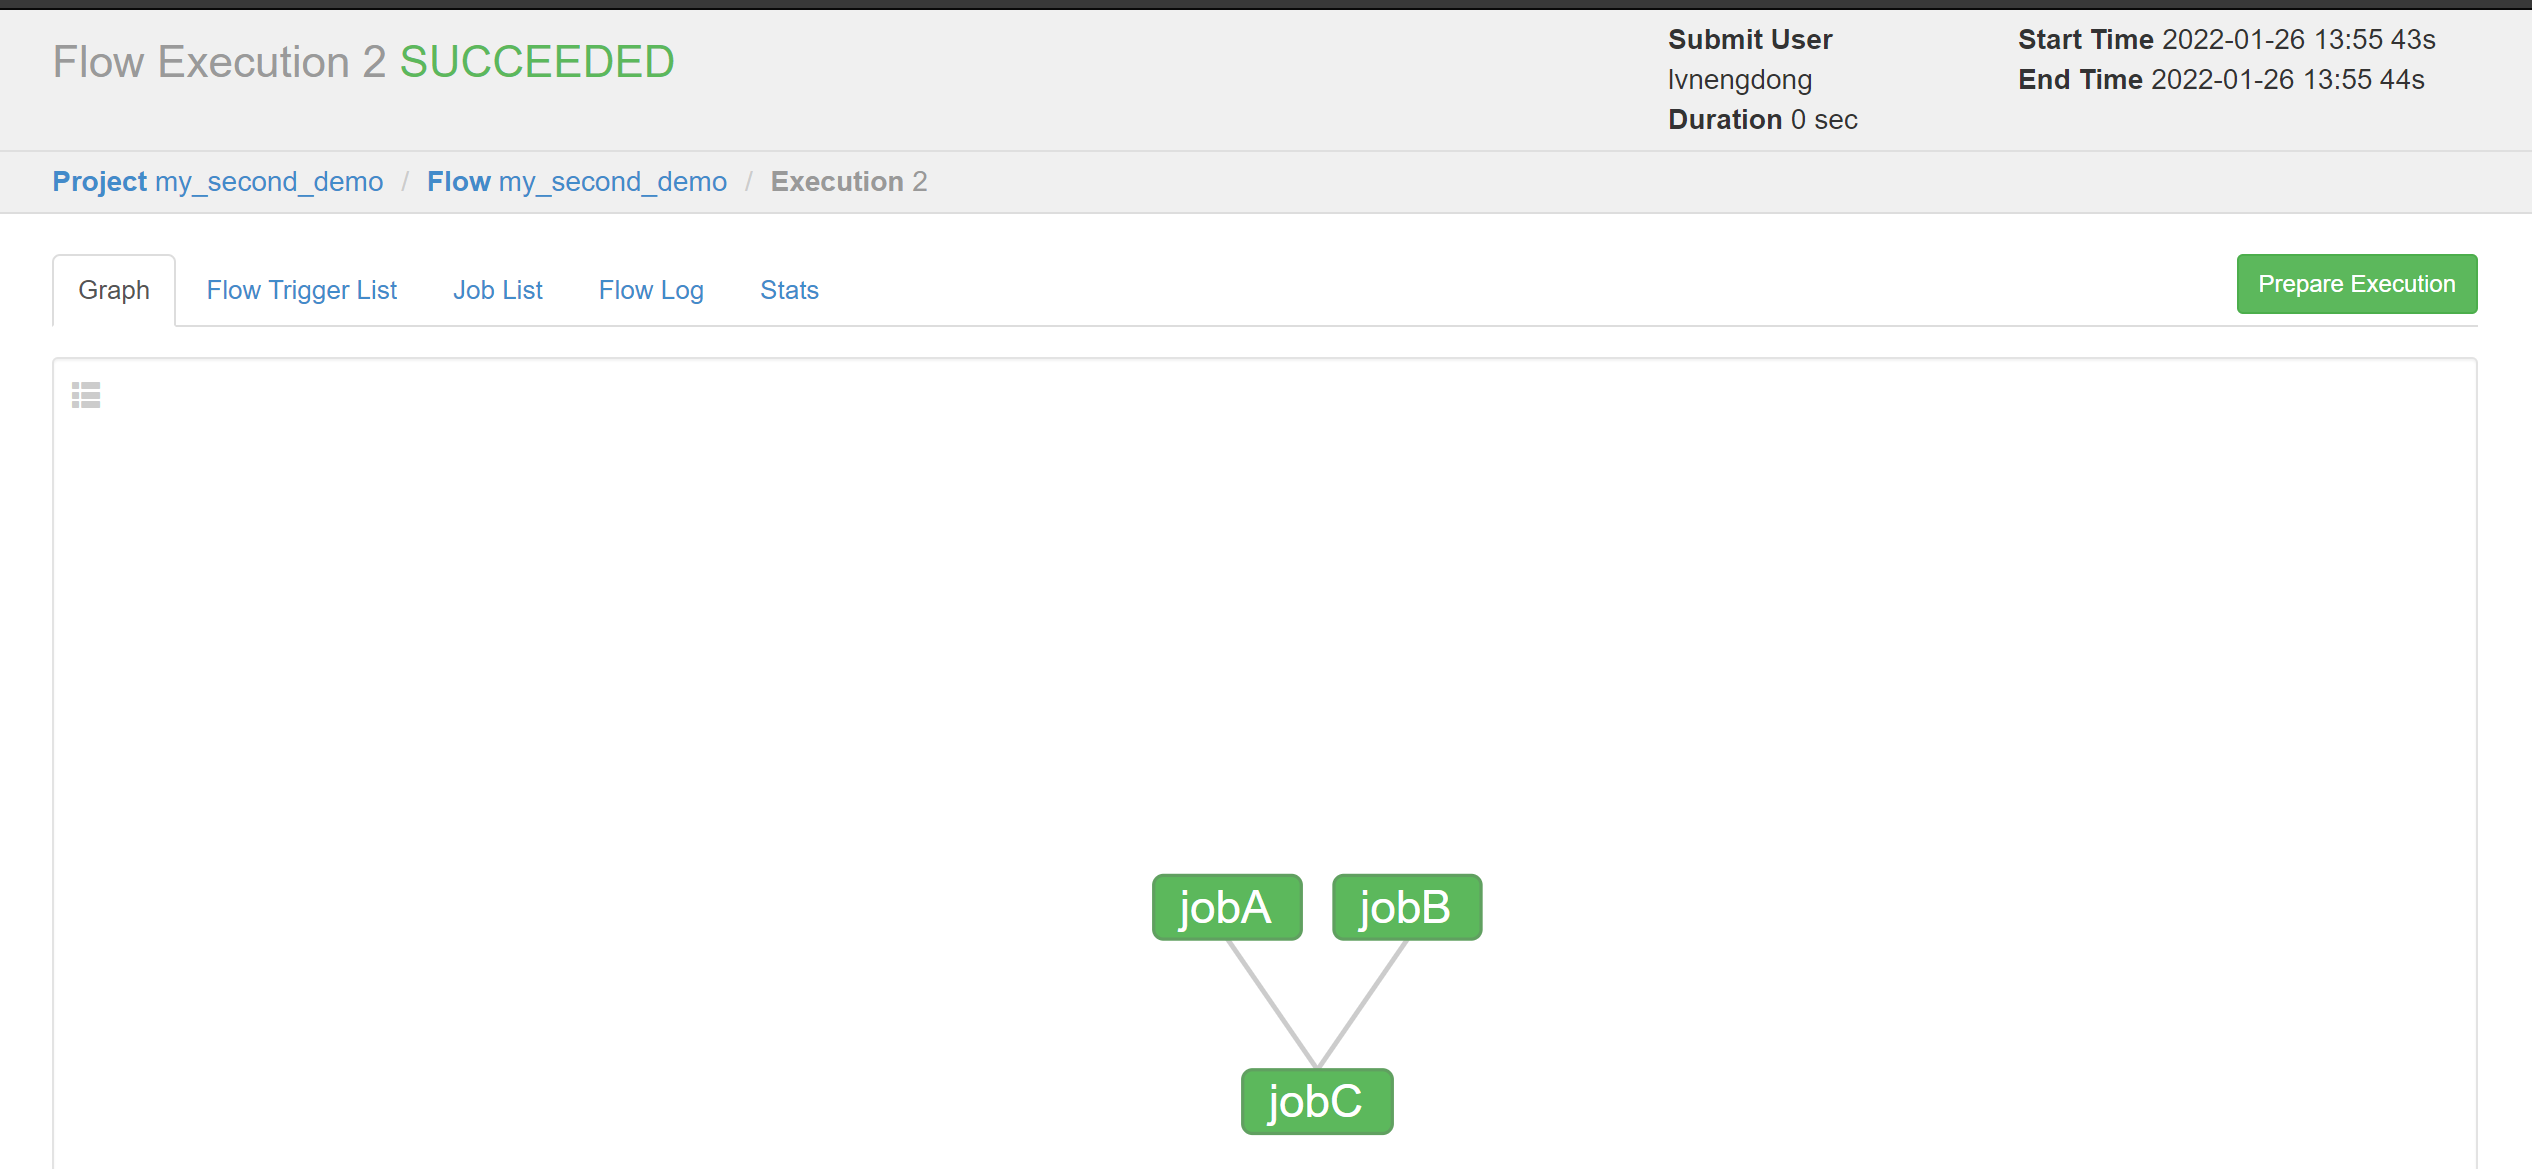 Flow Execution 2 SUCCEEDED
Submit User
lvnengdong
Duration 0 sec
Start Time 2022-01-26 13:55 43s
End Time 2022-01-26 13:55 44s
Project my_second_demo / Flow my_second_demo / Execution 2
Graph Flow Trigger List Job List Flow Log Stats Prepare Execution
jobA jobB
jobC